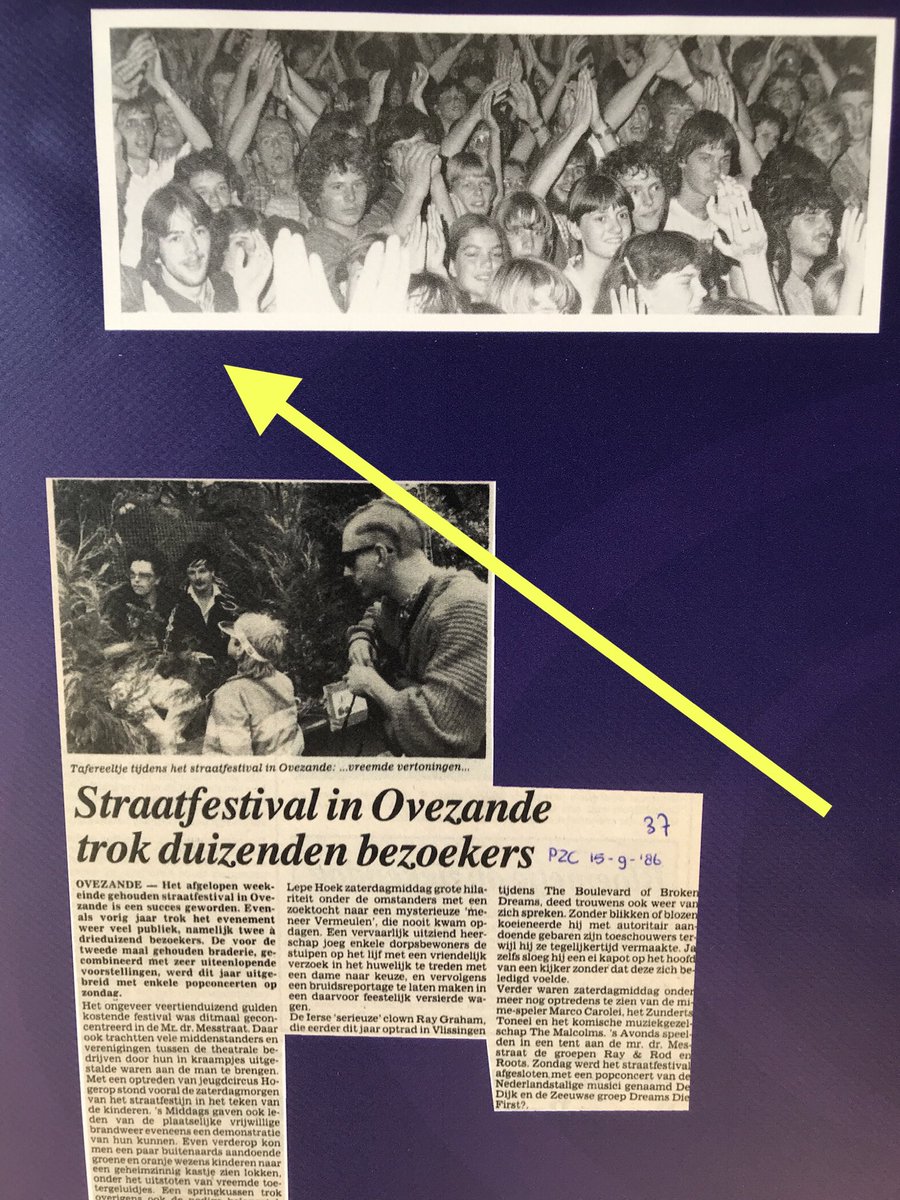 Tafereeltje tijdens het straatfestival in Ovezande: ...vreemde vertoningen...
Straatfestival in Ovezande
trok duizenden bezoekers
37
PZC 15-9-'86
OVEZANDE — Het afgelopen week-
einde gehouden straatfestival in Ove-
zande is een succes geworden. Even-
als vorig jaar trok het evenement
weer veel publiek, namelijk twee à
drieduizend bezoekers. De voor de
tweede maal gehouden braderie, ge-
combineerd met zeer uiteenlopende
voorstellingen, werd dit jaar uitge-
breid met enkele popconcerten op
zondag.
Het ongeveer veertienduizend gulden
kostende festival was ditmaal gecon-
centreerd in de Mr. dr. Messtraat. Daar
ook trachtten vele middenstanders en
verenigingen tussen de theatrale be-
drijven door hun in kraampjes uitge-
stalde waren aan de man te brengen.
Met een optreden van jeugdcircus Ho-
gerop stond vooral de zaterdagmorgen
van het straatfestijn in het teken van
de kinderen. 's Middags gaven ook le-
den van de plaatselijke vrijwillige
brandweer eveneens een demonstratie
van hun kunnen. Even verderop kon
men een paar buitenaards aandoende
groene en oranje wezens kinderen naar
een geheimzinnig kastje zien lokken,
onder het uitstoten van vreemde toe-
tergeluidjes. Een springkussen trok
Lepe Hoek zaterdagmiddag grote hila-
riteit onder de omstanders met een
zoektocht naar een mysterieuze 'me-
neer Vermeulen', die nooit kwam op-
dagen. Een vervaarlijk uitziend heer-
schap joeg enkele dorpsbewoners de
stuipen op het lijf met een vriendelijk
verzoek in het huwelijk te treden met
een dame naar keuze, en vervolgens
een bruidsreportage te laten maken in
een daarvoor feestelijk versierde wa-
gen.
De Ierse 'serieuze' clown Ray Graham,
die eerder dit jaar optrad in Vlissingen
tijdens The Boulevard of Broken
Dreams, deed trouwens ook weer van
zich spreken. Zonder blikken of blozen
koeieneerde hij met autoritair aan-
doende gebaren zijn toeschouwers ter-
wijl hij ze tegelijkertijd vermaakte. Ja
zelfs sloeg hij een ei kapot op het hoofd
van een kijker zonder dat deze zich be-
ledigd voelde.
Verder waren zaterdagmiddag onder
meer nog optredens te zien van de mi-
me-speler Marco Carolei, het Zunderts
Toneel en het komische muziekgezel-
schap The Malcolms. 's Avonds speel-
den in een tent aan de mr. dr. Mes-
straat de groepen Ray & Rod en
Roots. Zondag werd het straatfestival
afgesloten met een popconcert van de
Nederlandstalige musici genaamd De
Dijk en de Zeeuwse groep Dreams Die
First?.